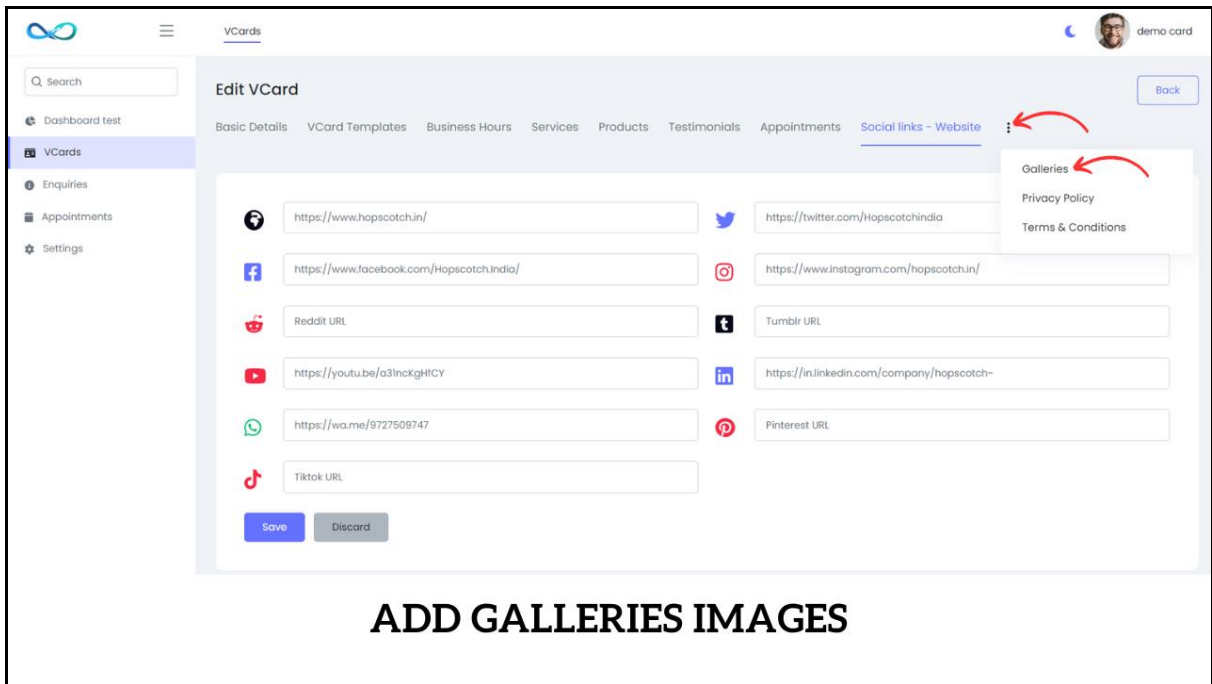 VCards
demo card
Search
Edit VCard
Back
Dashboard test
Basic Details VCard Templates Business Hours Services Products Testimonials Appointments Social links - Website
VCards
Galleries
Enquiries
Privacy Policy
Appointments
https://www.hopscotch.in/
https://twitter.com/Hopscotchindia
Terms & Conditions
Settings
https://www.facebook.com/Hopscotch.India/
https://www.instagram.com/hopscotch.in/
Reddit URL
Tumblr URL
https://youtu.be/a31ncKgHfCY
https://in.linkedin.com/company/hopscotch-
https://wa.me/9727509747
Pinterest URL
Tiktok URL
Save
Discard
ADD GALLERIES IMAGES